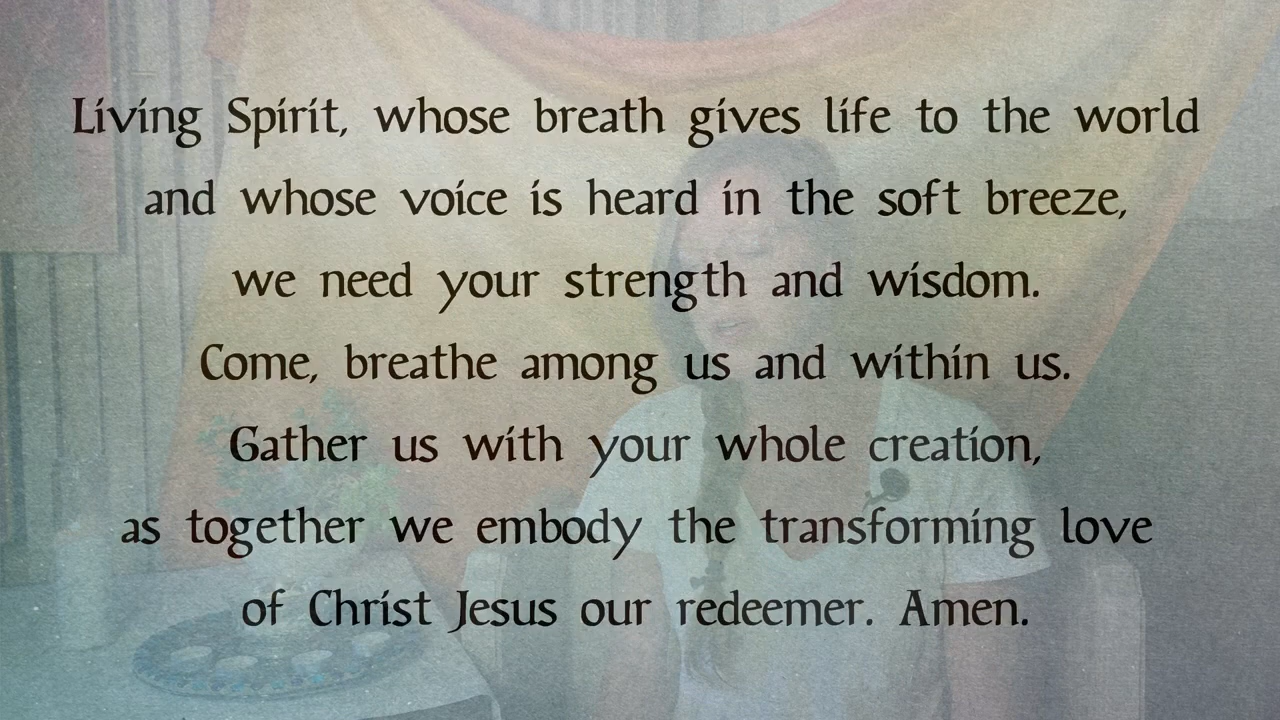 Living Spirit, whose breath gives life to the world
and whose voice is heard in the soft breeze,
we need your strength and wisdom.
Come, breathe among us and within us.
Gather us with your whole creation,
as together we embody the transforming love
of Christ Jesus our redeemer. Amen.